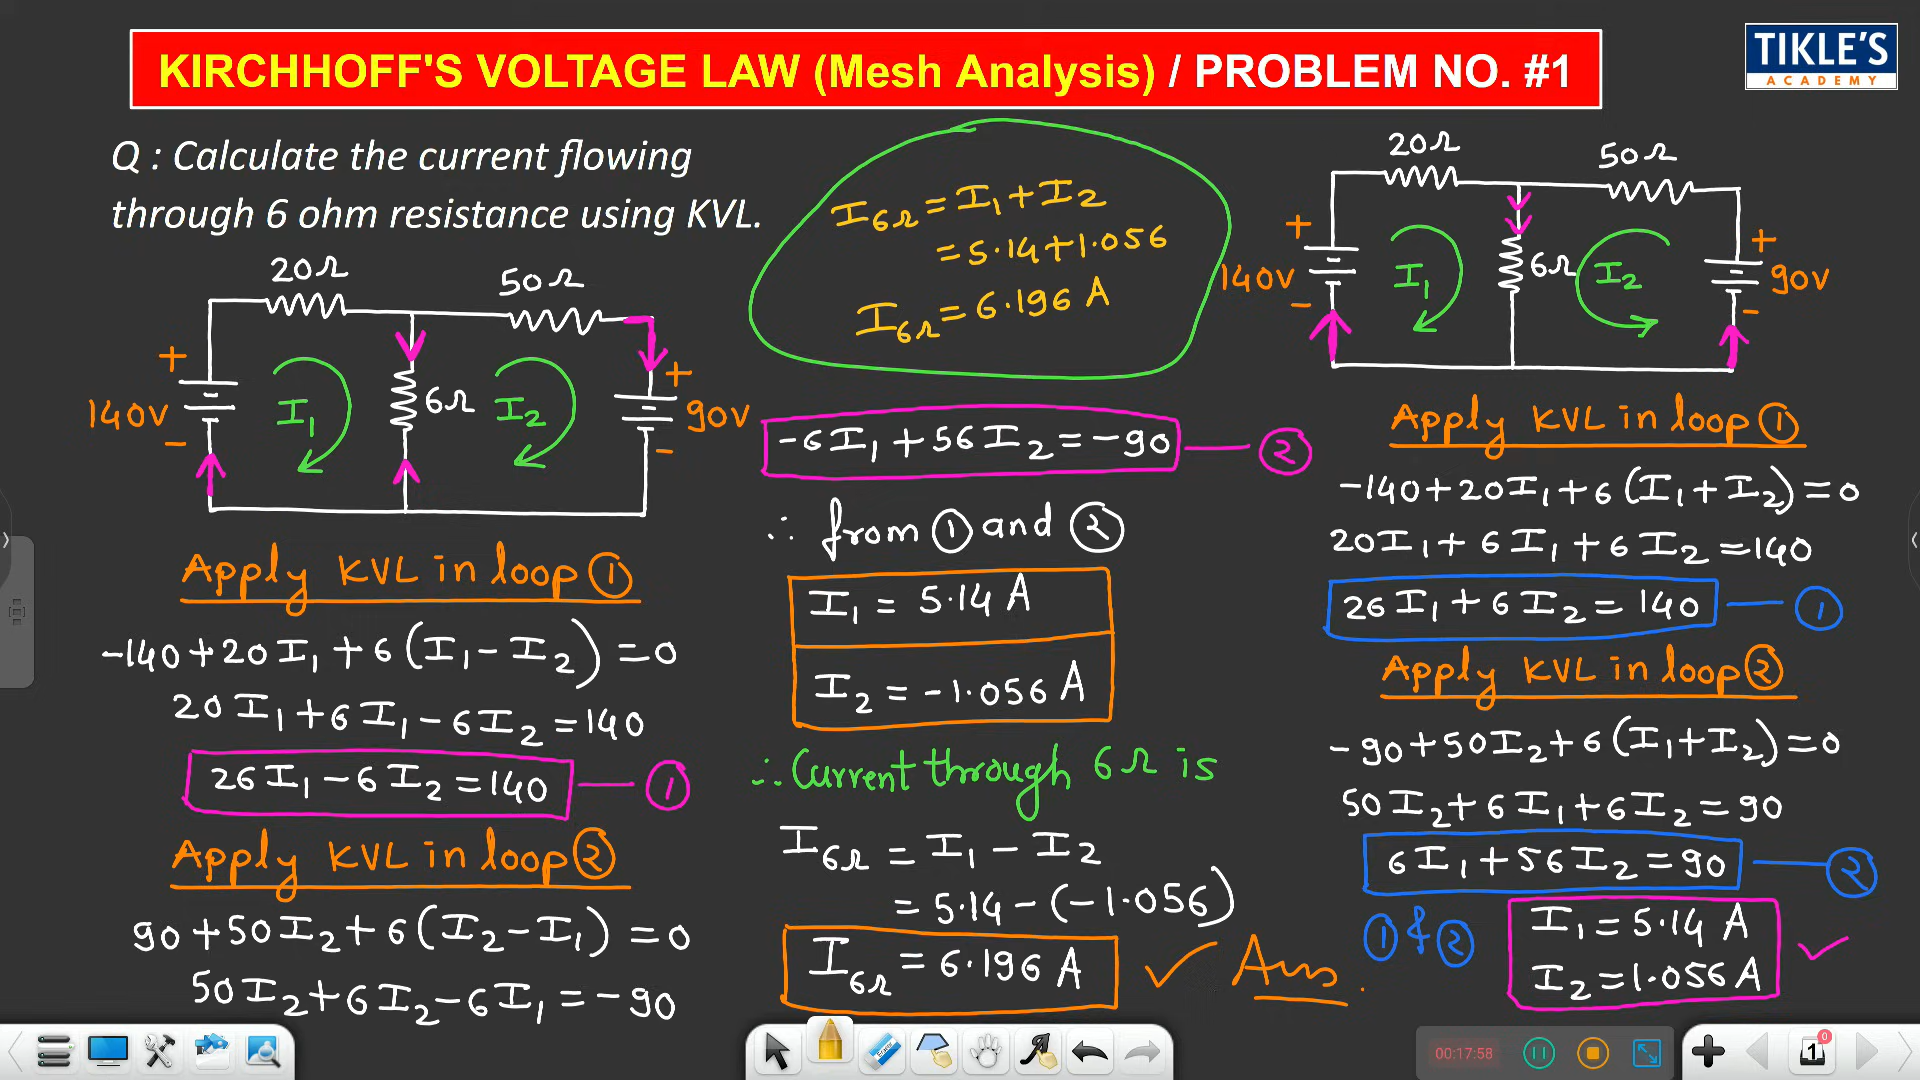 KIRCHHOFF'S VOLTAGE LAW (Mesh Analysis) / PROBLEM NO. #1
TIKLE'S
ACADEMY
Q : Calculate the current flowing
through 6 ohm resistance using KVL.
20Ω
50Ω
+
140V
-
I₁
6Ω
I₂
+
90V
-
Apply KVL in loop ①
-140+20I₁+6(I₁-I₂)=0
20I₁+6I₁-6I₂=140
26I₁-6I₂=140 — ①
Apply KVL in loop ②
90+50I₂+6(I₂-I₁)=0
50I₂+6I₂-6I₁=-90
I₆Ω=I₁+I₂
=5.14+1.056
I₆Ω=6.196 A
-6I₁+56I₂=-90 — ②
∴ from ① and ②
I₁ = 5.14 A
I₂ = -1.056 A
∴ Current through 6Ω is
I₆Ω = I₁ - I₂
= 5.14-(-1.056)
I₆Ω = 6.196 A ✓ Ans.
20Ω
50Ω
+
140V
-
I₁
6Ω
I₂
+
90V
-
Apply KVL in loop ①
-140+20I₁+6(I₁+I₂)=0
20I₁+6I₁+6I₂=140
26I₁+6I₂=140 — ①
Apply KVL in loop ②
-90+50I₂+6(I₁+I₂)=0
50I₂+6I₁+6I₂=90
6I₁+56I₂=90 — ②
① & ②
I₁=5.14 A
I₂=1.056A ✓
Eraser
00:17:58
1
0